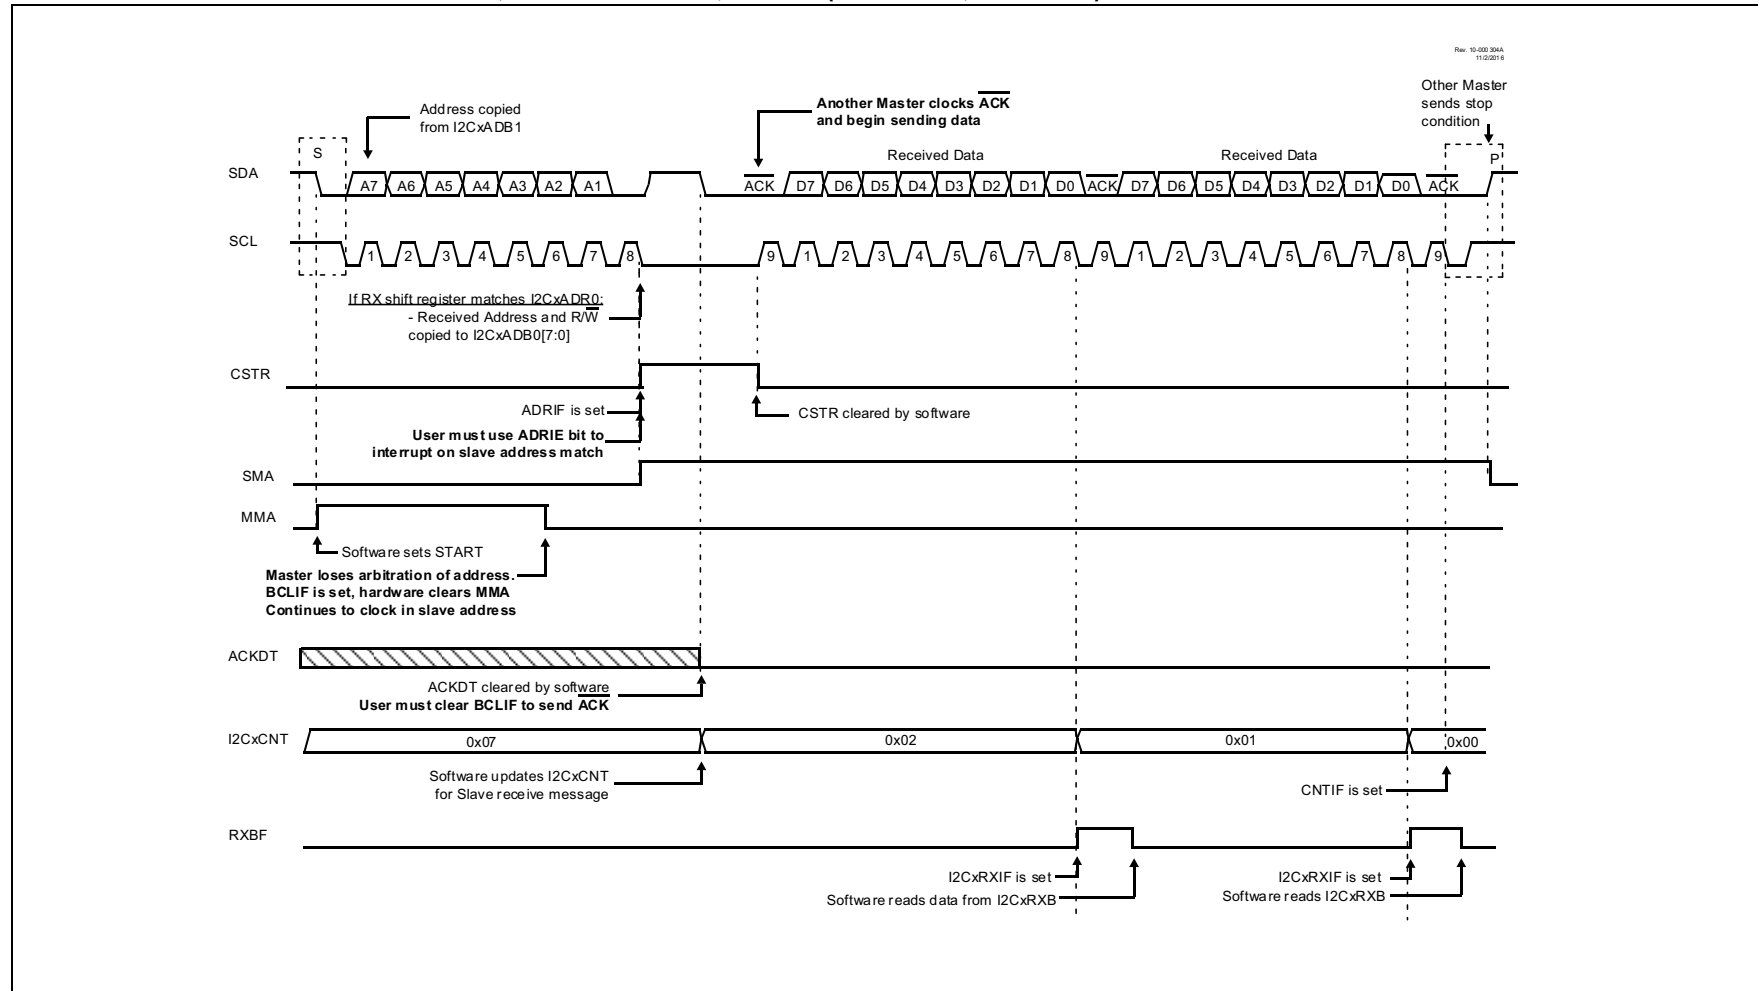 Rev. 10-000 304A
11/2/2016
Other Master
sends stop
condition
Address copied
from I2CxADB1
Another Master clocks ACK
and begin sending data
S
Received Data
Received Data
P
SDA
A7 A6 A5 A4 A3 A2 A1 ACK D7 D6 D5 D4 D3 D2 D1 D0 ACK D7 D6 D5 D4 D3 D2 D1 D0 ACK
SCL
1 2 3 4 5 6 7 8 9 1 2 3 4 5 6 7 8 9 1 2 3 4 5 6 7 8 9
If RX shift register matches I2CxADR0:
- Received Address and R/W
copied to I2CxADB0[7:0]
CSTR
ADRIF is set
CSTR cleared by software
User must use ADRIE bit to
interrupt on slave address match
SMA
MMA
Software sets START
Master loses arbitration of address.
BCLIF is set, hardware clears MMA
Continues to clock in slave address
ACKDT
ACKDT cleared by software
User must clear BCLIF to send ACK
I2CxCNT
0x07 0x02 0x01 0x00
Software updates I2CxCNT
for Slave receive message
CNTIF is set
RXBF
I2CxRXIF is set
Software reads data from I2CxRXB
I2CxRXIF is set
Software reads I2CxRXB